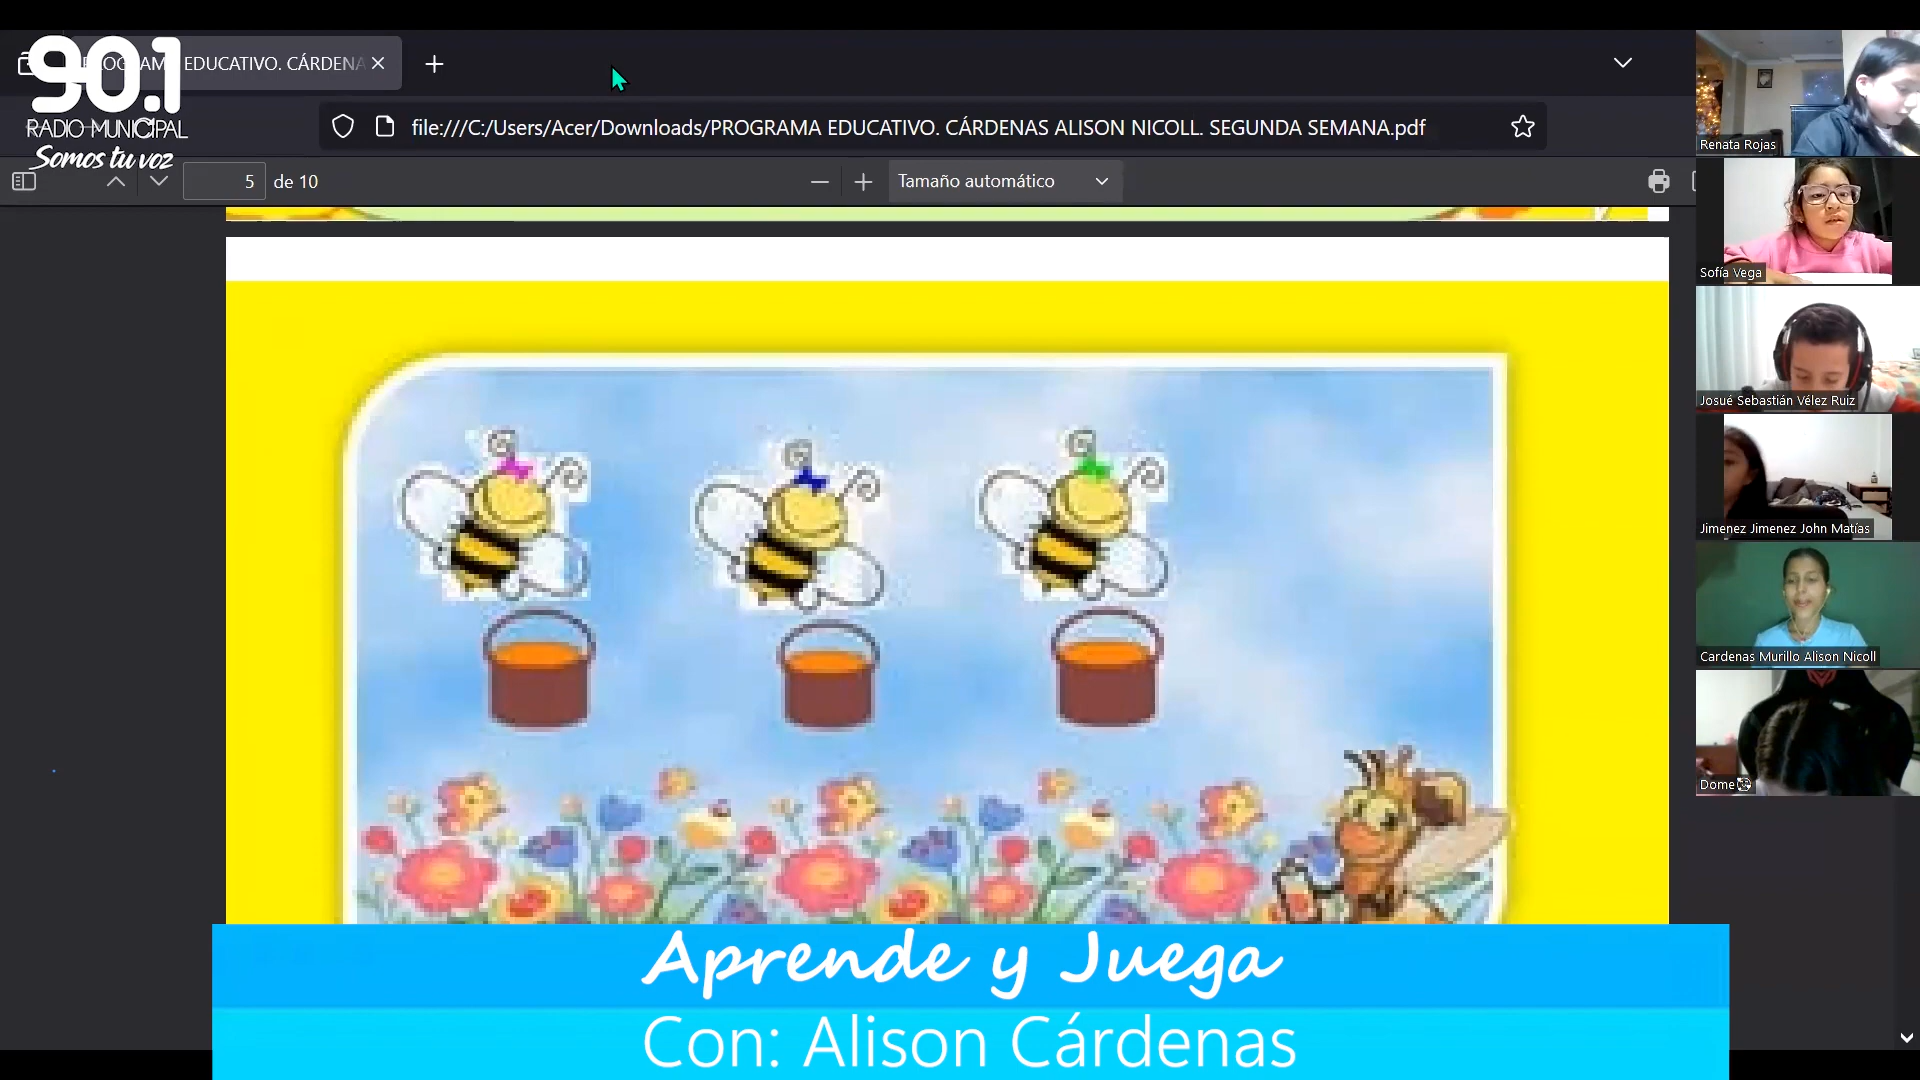 90.1
RADIO MUNICIPAL
Somos tu voz
EDUCATIVO. CÁRDENA
file:///C:/Users/Acer/Downloads/PROGRAMA EDUCATIVO. CÁRDENAS ALISON NICOLL. SEGUNDA SEMANA.pdf
5 de 10
Tamaño automático
Renata Rojas
Sofía Vega
Josué Sebastián Vélez Ruiz
Jimenez Jimenez John Matías
Cardenas Murillo Alison Nicoll
Dome
Aprende y Juega
Con: Alison Cárdenas